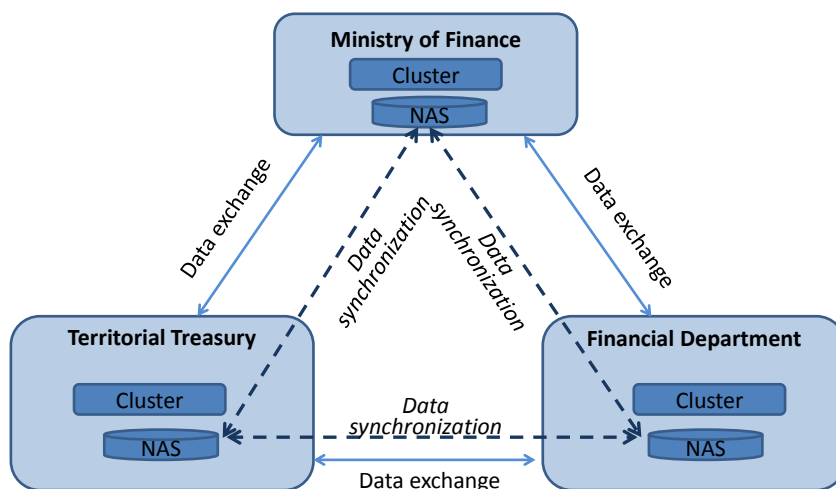 Ministry of Finance
Cluster
NAS
Data exchange
Data
synchronization
Data
synchronization
Data exchange
Territorial Treasury
Cluster
NAS
Data
synchronization
Data exchange
Financial Department
Cluster
NAS